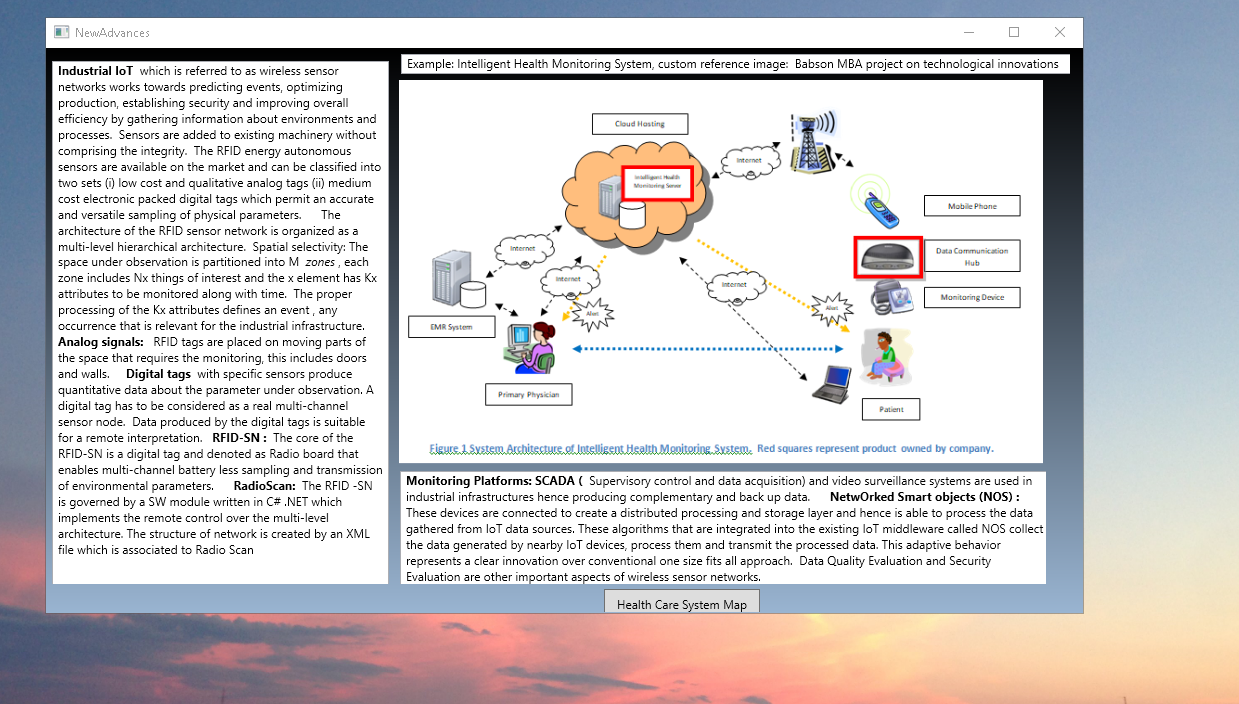 NewAdvances
Industrial IoT which is referred to as wireless sensor
networks works towards predicting events, optimizing
production, establishing security and improving overall
efficiency by gathering information about environments and
processes. Sensors are added to existing machinery without
comprising the integrity. The RFID energy autonomous
sensors are available on the market and can be classified into
two sets (i) low cost and qualitative analog tags (ii) medium
cost electronic packed digital tags which permit an accurate
and versatile sampling of physical parameters. The
architecture of the RFID sensor network is organized as a
multi-level hierarchical architecture. Spatial selectivity: The
space under observation is partitioned into M zones , each
zone includes Nx things of interest and the x element has Kx
attributes to be monitored along with time. The proper
processing of the Kx attributes defines an event , any
occurrence that is relevant for the industrial infrastructure.
Analog signals: RFID tags are placed on moving parts of
the space that requires the monitoring, this includes doors
and walls. Digital tags with specific sensors produce
quantitative data about the parameter under observation. A
digital tag has to be considered as a real multi-channel
sensor node. Data produced by the digital tags is suitable
for a remote interpretation. RFID-SN : The core of the
RFID-SN is a digital tag and denoted as Radio board that
enables multi-channel battery less sampling and transmission
of environmental parameters. RadioScan: The RFID -SN
is governed by a SW module written in C# .NET which
implements the remote control over the multi-level
architecture. The structure of network is created by an XML
file which is associated to Radio Scan
Example: Intelligent Health Monitoring System, custom reference image: Babson MBA project on technological innovations
Cloud Hosting
Internet
Intelligent Health
Monitoring Server
Mobile Phone
Internet
Data Communication
Hub
Internet
Internet
Monitoring Device
Alert
Alert
EMR System
Primary Physician
Patient
Figure 1 System Architecture of Intelligent Health Monitoring System. Red squares represent product owned by company.
Monitoring Platforms: SCADA ( Supervisory control and data acquisition) and video surveillance systems are used in
industrial infrastructures hence producing complementary and back up data. NetwOrked Smart objects (NOS) :
These devices are connected to create a distributed processing and storage layer and hence is able to process the data
gathered from IoT data sources. These algorithms that are integrated into the existing IoT middleware called NOS collect
the data generated by nearby IoT devices, process them and transmit the processed data. This adaptive behavior
represents a clear innovation over conventional one size fits all approach. Data Quality Evaluation and Security
Evaluation are other important aspects of wireless sensor networks.
Health Care System Map